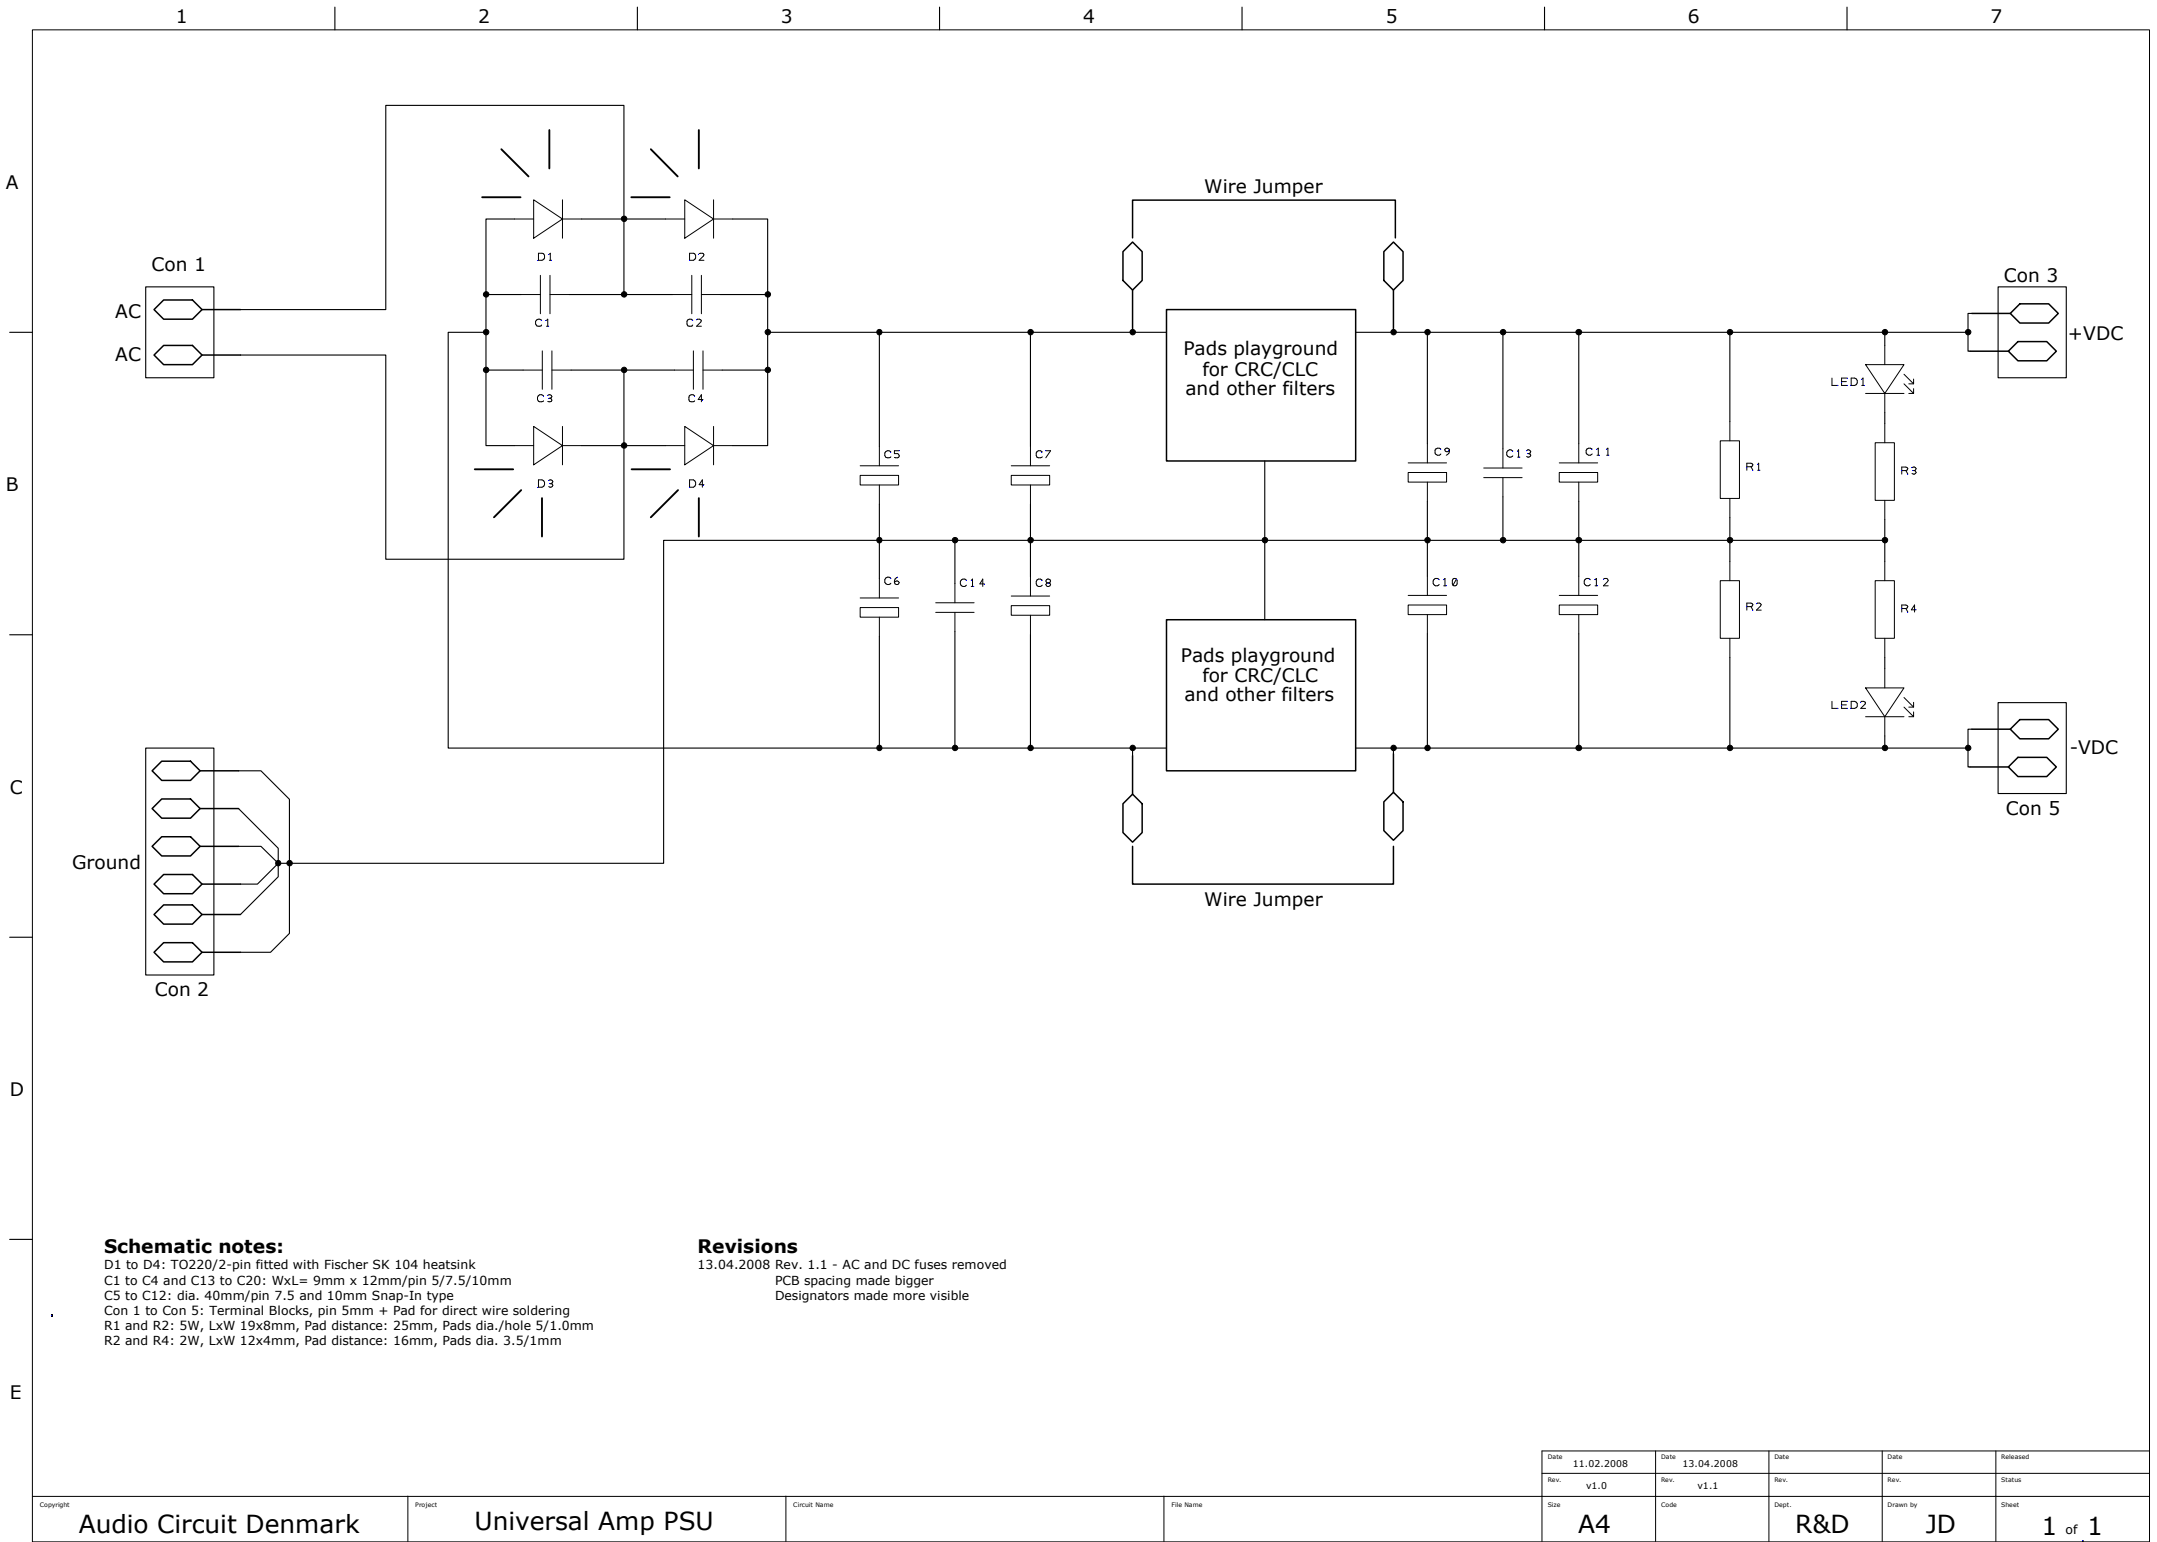 1 2 3 4 5 6 7
A
B
C
D
E
Con 1
AC
AC
D1
D2
C1
C2
C3
C4
D3
D4
Wire Jumper
Pads playground
for CRC/CLC
and other filters
Con 3
+VDC
LED1
C5
C7
C9
C13
C11
R1
R3
C6
C14
C8
C10
C12
R2
R4
Pads playground
for CRC/CLC
and other filters
LED2
-VDC
Con 5
Wire Jumper
Ground
Con 2
Schematic notes:
D1 to D4: TO220/2-pin fitted with Fischer SK 104 heatsink
C1 to C4 and C13 to C20: WxL= 9mm x 12mm/pin 5/7.5/10mm
C5 to C12: dia. 40mm/pin 7.5 and 10mm Snap-In type
Con 1 to Con 5: Terminal Blocks, pin 5mm + Pad for direct wire soldering
R1 and R2: 5W, LxW 19x8mm, Pad distance: 25mm, Pads dia./hole 5/1.0mm
R2 and R4: 2W, LxW 12x4mm, Pad distance: 16mm, Pads dia. 3.5/1mm
Revisions
13.04.2008 Rev. 1.1 - AC and DC fuses removed
PCB spacing made bigger
Designators made more visible
Date 11.02.2008 Date 13.04.2008 Date Date Released
Rev. v1.0 Rev. v1.1 Rev. Rev. Status
Copyright Project Circuit Name File Name Size Code Dept. Drawn by Sheet
Audio Circuit Denmark Universal Amp PSU A4 R&D JD 1 of 1